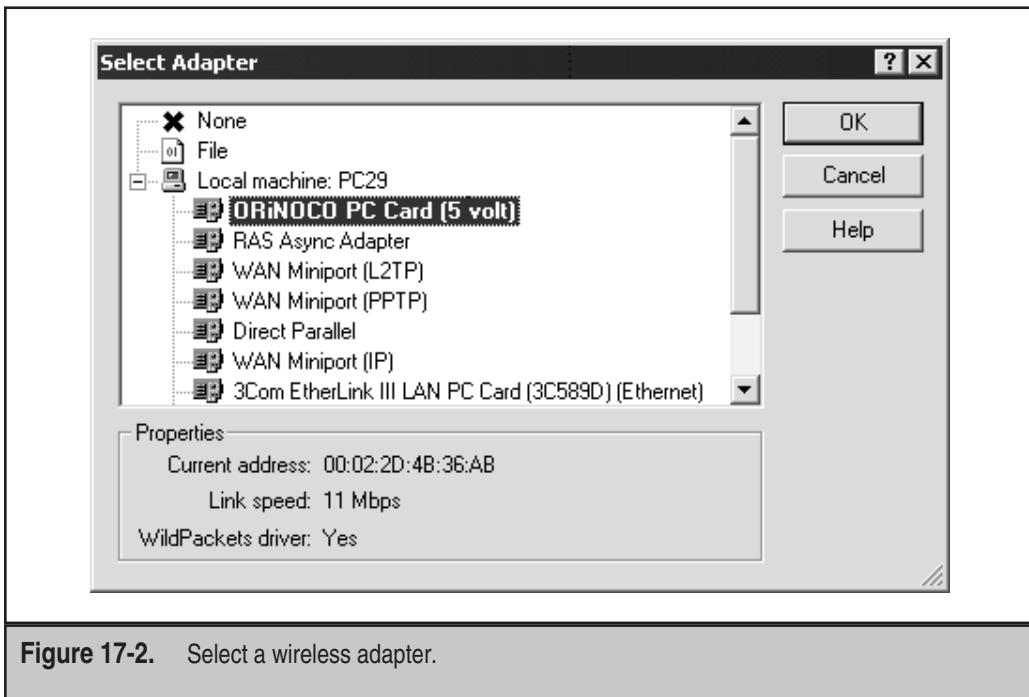 Select Adapter
None
File
Local machine: PC29
ORiNOCO PC Card (5 volt)
RAS Async Adapter
WAN Miniport (L2TP)
WAN Miniport (PPTP)
Direct Parallel
WAN Miniport (IP)
3Com EtherLink III LAN PC Card (3C589D) (Ethernet)
OK
Cancel
Help
Properties
Current address: 00:02:2D:4B:36:AB
Link speed: 11 Mbps
WildPackets driver: Yes
Figure 17-2. Select a wireless adapter.